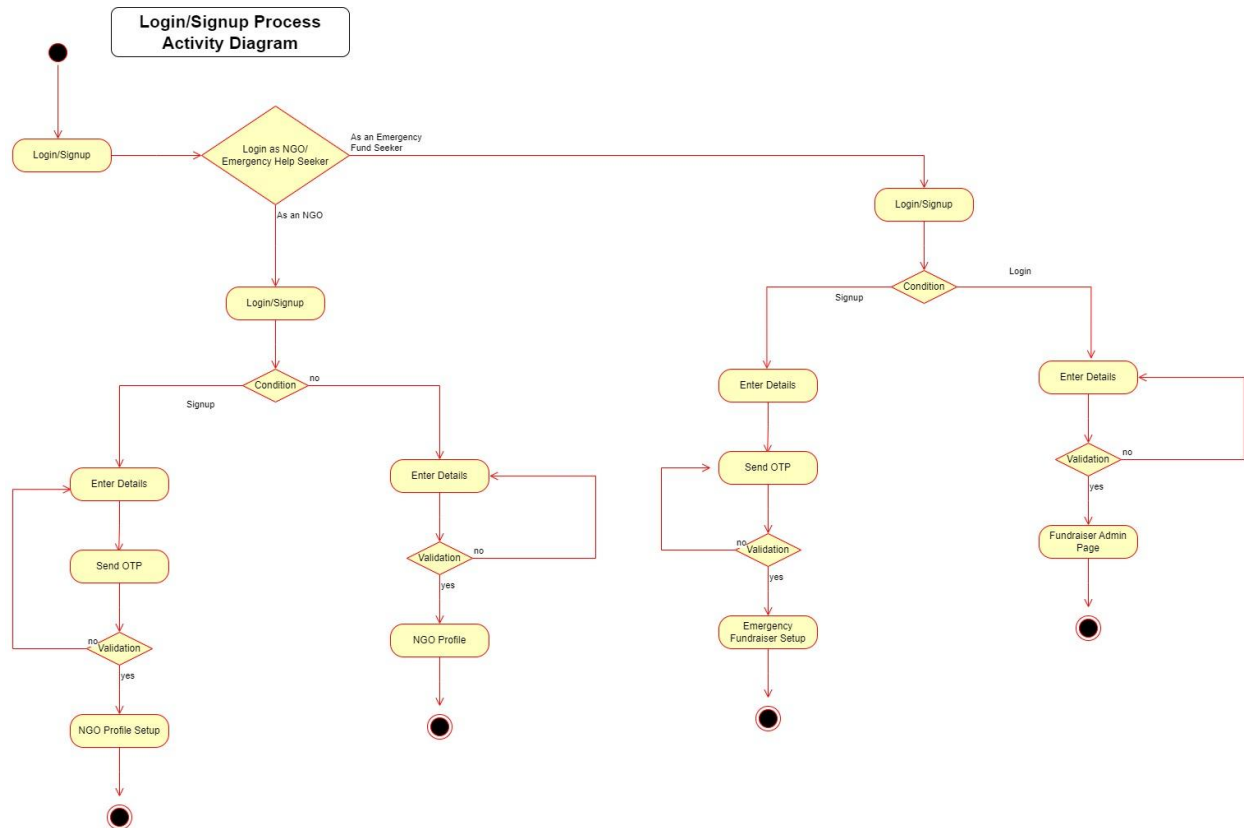 Login/Signup Process
Activity Diagram
Login/Signup
Login as NGO/
Emergency Help Seeker
As an Emergency
Fund Seeker
As an NGO
Login/Signup
Login/Signup
Condition
Signup
Login
Condition
no
Signup
Enter Details
Enter Details
Enter Details
Enter Details
Send OTP
Validation
no
yes
Send OTP
Validation
no
yes
no
Validation
yes
Fundraiser Admin
Page
NGO Profile
Emergency
Fundraiser Setup
no
Validation
yes
NGO Profile Setup